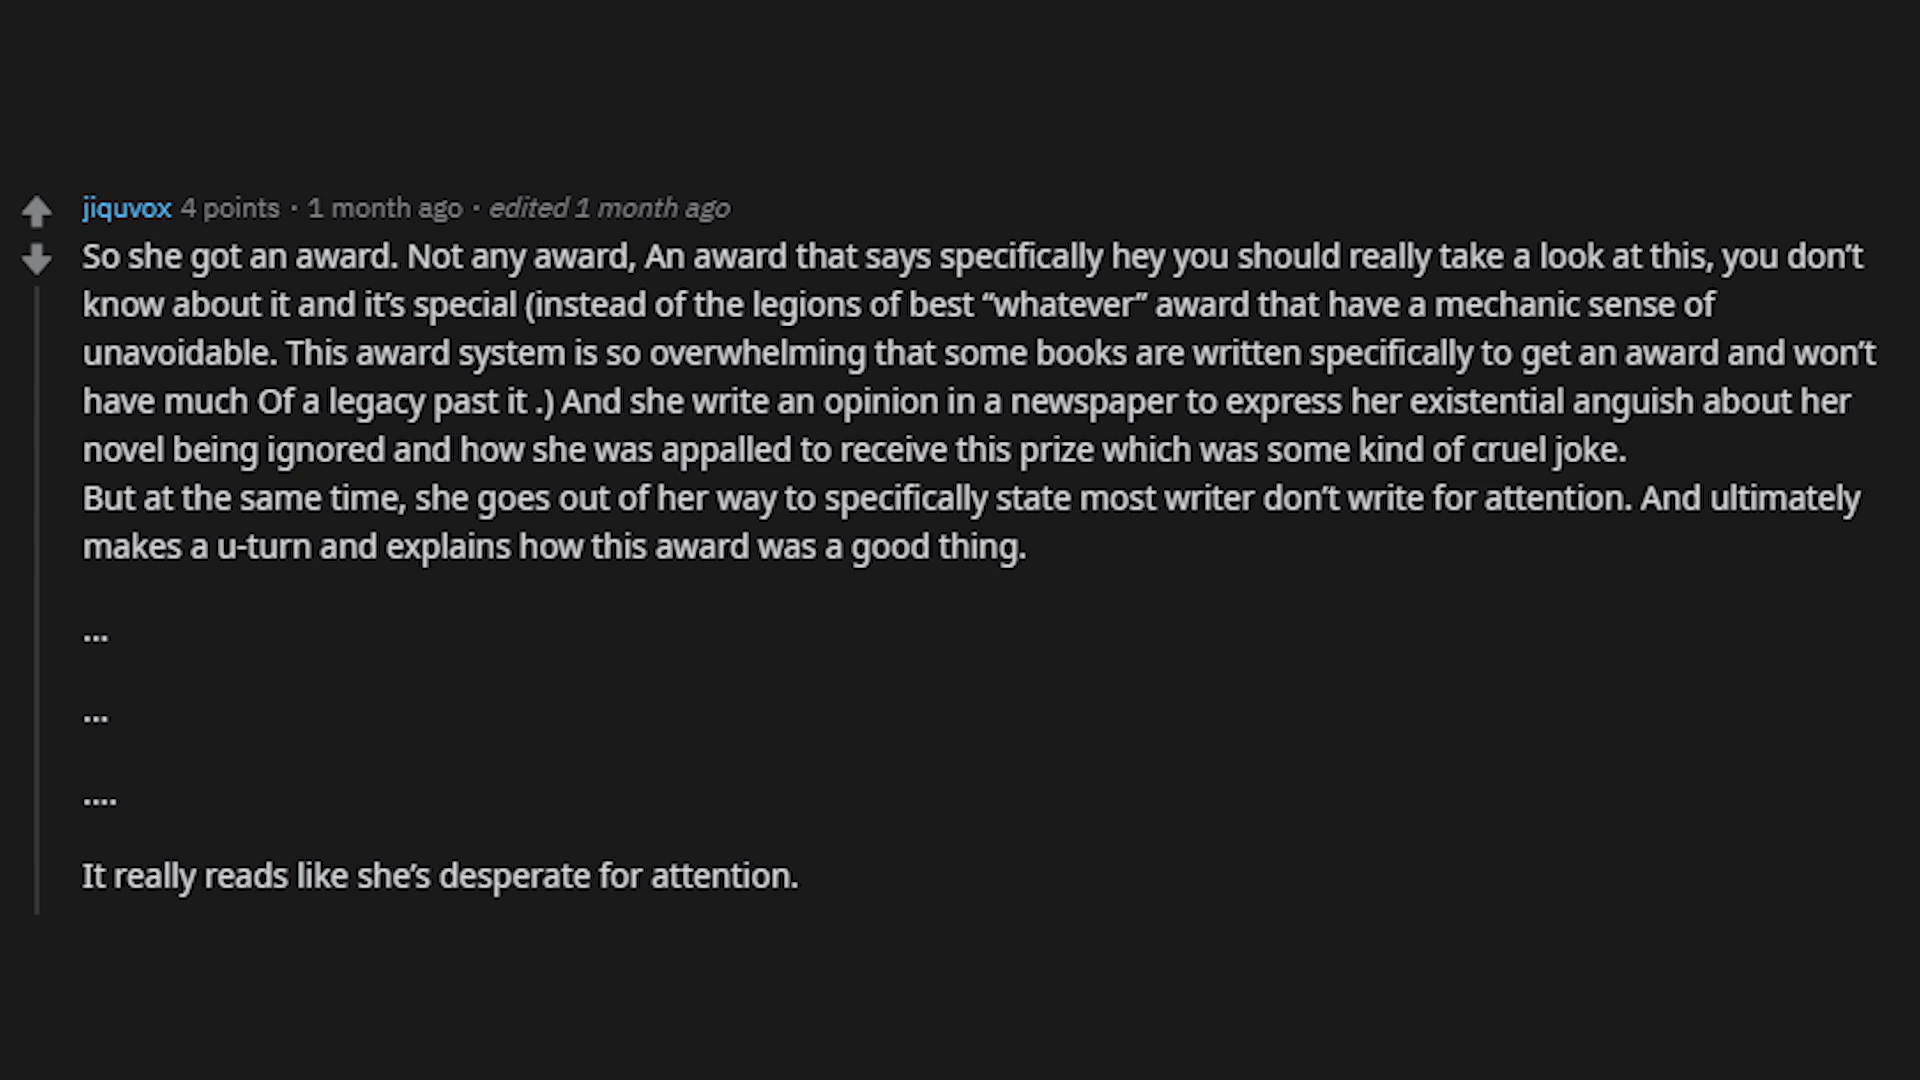 jiquvox 4 points · 1 month ago · edited 1 month ago
So she got an award. Not any award, An award that says specifically hey you should really take a look at this, you don’t
know about it and it’s special (instead of the legions of best “whatever” award that have a mechanic sense of
unavoidable. This award system is so overwhelming that some books are written specifically to get an award and won’t
have much Of a legacy past it .) And she write an opinion in a newspaper to express her existential anguish about her
novel being ignored and how she was appalled to receive this prize which was some kind of cruel joke.
But at the same time, she goes out of her way to specifically state most writer don’t write for attention. And ultimately
makes a u-turn and explains how this award was a good thing.
...
...
....
It really reads like she’s desperate for attention.